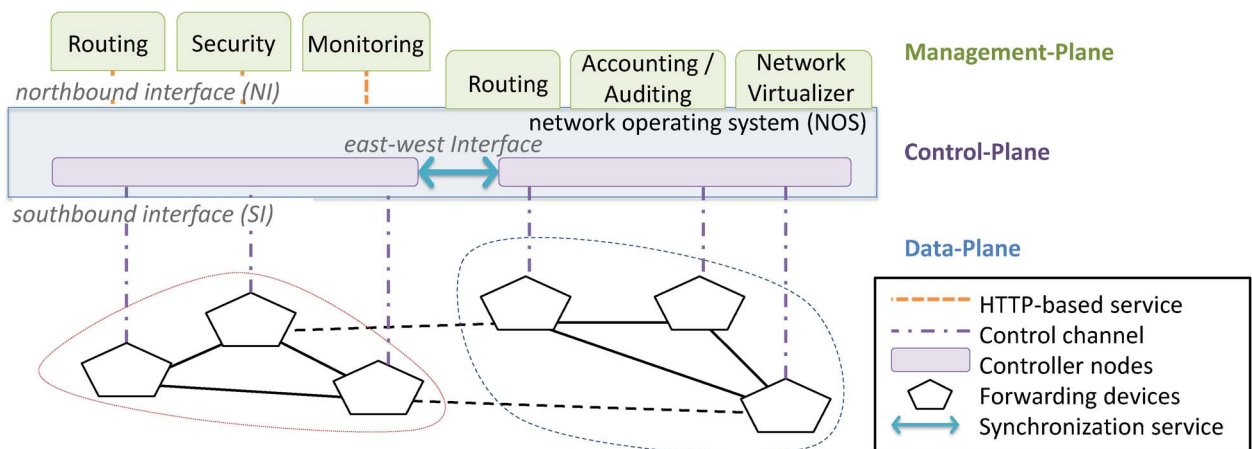 Routing
Security
Monitoring
Routing
Accounting /
Auditing
Network
Virtualizer
Management-Plane
northbound interface (NI)
network operating system (NOS)
east-west Interface
Control-Plane
southbound interface (SI)
Data-Plane
HTTP-based service
Control channel
Controller nodes
Forwarding devices
Synchronization service